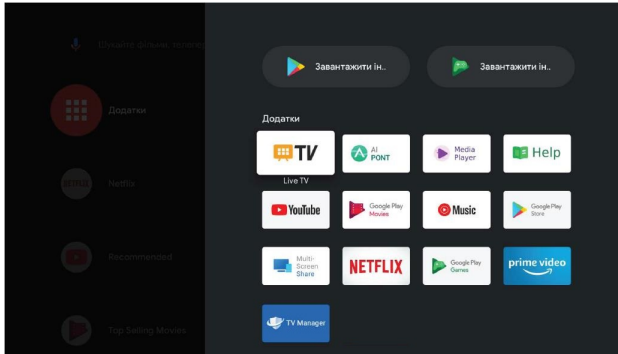 Шукайте фільми, телепер
Завантажити ін..
Завантажити ін..
Додатки
Додатки
TV
AI PONT
Media Player
Help
Live TV
Netflix
YouTube
Google Play Movies
Music
Google Play Store
Recommended
Multi-Screen Share
NETFLIX
Google Play Games
prime video
Top Selling Movies
TV Manager